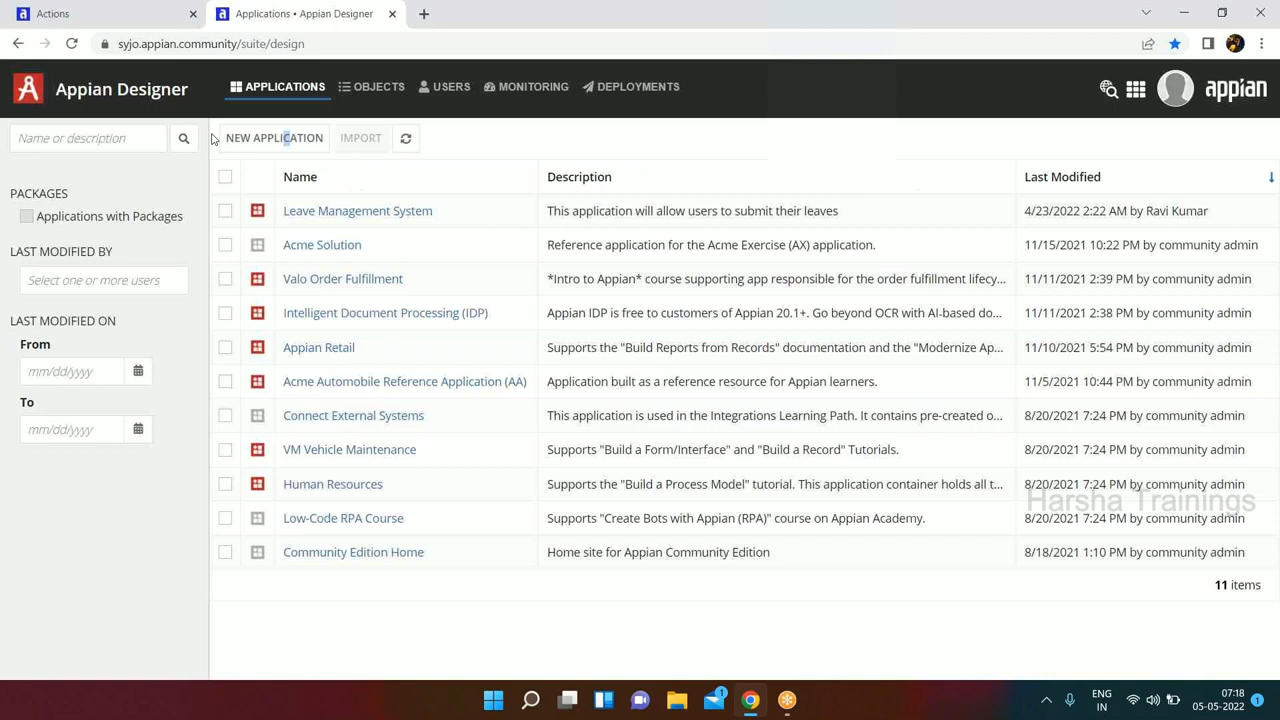 Actions
Applications • Appian Designer
syjo.appian.community/suite/design
Appian Designer
APPLICATIONS
OBJECTS
USERS
MONITORING
DEPLOYMENTS
appian
Name or description
NEW APPLICATION
IMPORT
PACKAGES
Applications with Packages
LAST MODIFIED BY
Select one or more users
LAST MODIFIED ON
From
mm/dd/yyyy
To
mm/dd/yyyy
Name Description Last Modified
Leave Management System This application will allow users to submit their leaves 4/23/2022 2:22 AM by Ravi Kumar
Acme Solution Reference application for the Acme Exercise (AX) application. 11/15/2021 10:22 PM by community admin
Valo Order Fulfillment *Intro to Appian* course supporting app responsible for the order fulfillment lifecy... 11/11/2021 2:39 PM by community admin
Intelligent Document Processing (IDP) Appian IDP is free to customers of Appian 20.1+. Go beyond OCR with AI-based do... 11/11/2021 2:38 PM by community admin
Appian Retail Supports the "Build Reports from Records" documentation and the "Modernize Ap... 11/10/2021 5:54 PM by community admin
Acme Automobile Reference Application (AA) Application built as a reference resource for Appian learners. 11/5/2021 10:44 PM by community admin
Connect External Systems This application is used in the Integrations Learning Path. It contains pre-created o... 8/20/2021 7:24 PM by community admin
VM Vehicle Maintenance Supports "Build a Form/Interface" and "Build a Record" Tutorials. 8/20/2021 7:24 PM by community admin
Human Resources Supports the "Build a Process Model" tutorial. This application container holds all t... 8/20/2021 7:24 PM by community admin
Harsha Trainings
Low-Code RPA Course Supports "Create Bots with Appian (RPA)" course on Appian Academy. 8/20/2021 7:24 PM by community admin
Community Edition Home Home site for Appian Community Edition 8/18/2021 1:10 PM by community admin
11 items
1
ENG
IN
07:18
05-05-2022
1